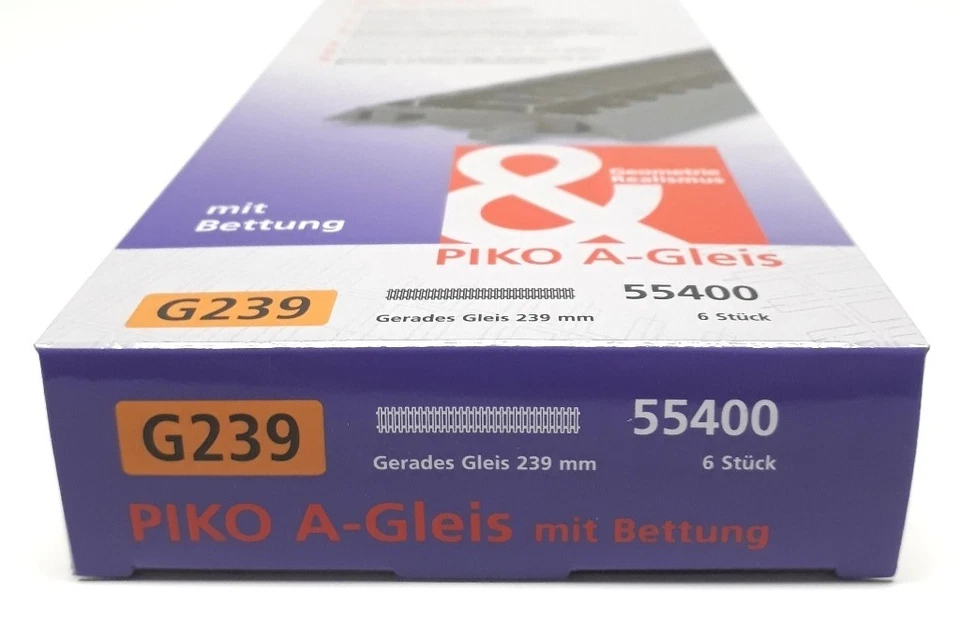 &
Geometrie
Realismus
mit
Bettung
PIKO A-Gleis
G239
55400
Gerades Gleis 239 mm
6 Stück
G239
55400
Gerades Gleis 239 mm
6 Stück
PIKO A-Gleis mit Bettung